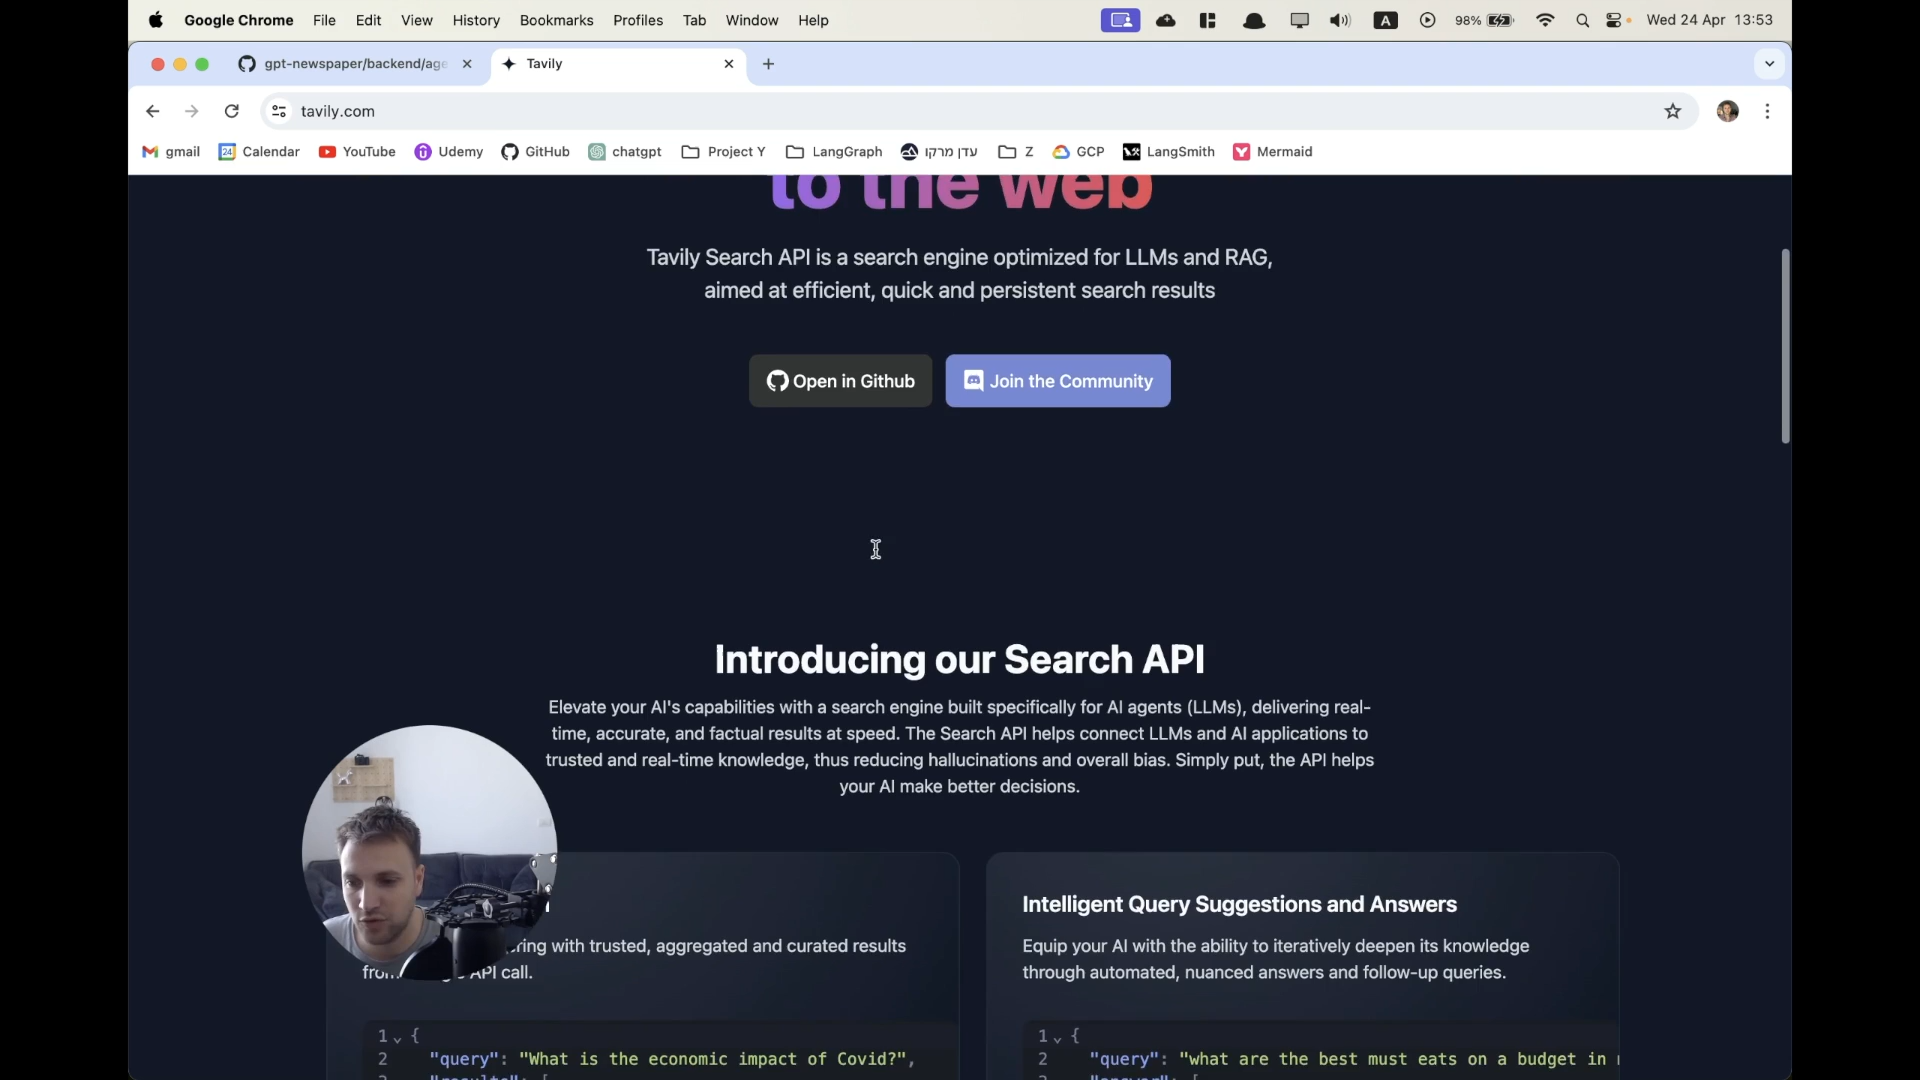 Google Chrome File Edit View History Bookmarks Profiles Tab Window Help A 98% Wed 24 Apr 13:53
gpt-newspaper/backend/age Tavily
tavily.com
gmail 24 Calendar YouTube Udemy GitHub chatgpt Project Y LangGraph עדן מרקו Z GCP LangSmith Mermaid
to the web
Tavily Search API is a search engine optimized for LLMs and RAG,
aimed at efficient, quick and persistent search results
Open in Github Join the Community
Introducing our Search API
Elevate your AI's capabilities with a search engine built specifically for AI agents (LLMs), delivering real-
time, accurate, and factual results at speed. The Search API helps connect LLMs and AI applications to
trusted and real-time knowledge, thus reducing hallucinations and overall bias. Simply put, the API helps
your AI make better decisions.
with trusted, aggregated and curated results
API call.
1 {
2 "query": "What is the economic impact of Covid?",
Intelligent Query Suggestions and Answers
Equip your AI with the ability to iteratively deepen its knowledge
through automated, nuanced answers and follow-up queries.
1 {
2 "query": "what are the best must eats on a budget in